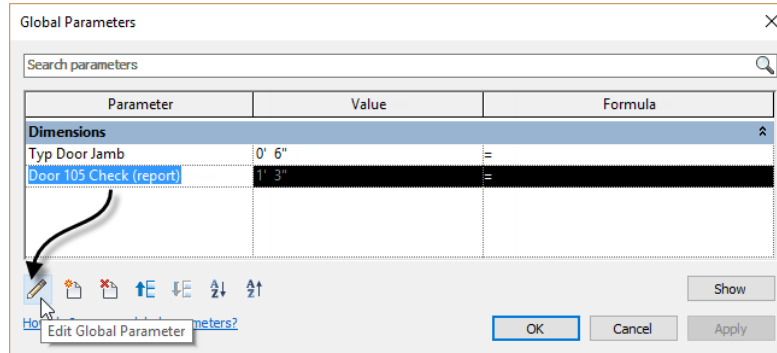 Global Parameters
Search parameters
Parameter Value Formula
Dimensions
Typ Door Jamb 0' 6" =
Door 105 Check (report) 1' 3" =
Show
Edit Global Parameter
meters?
OK Cancel Apply